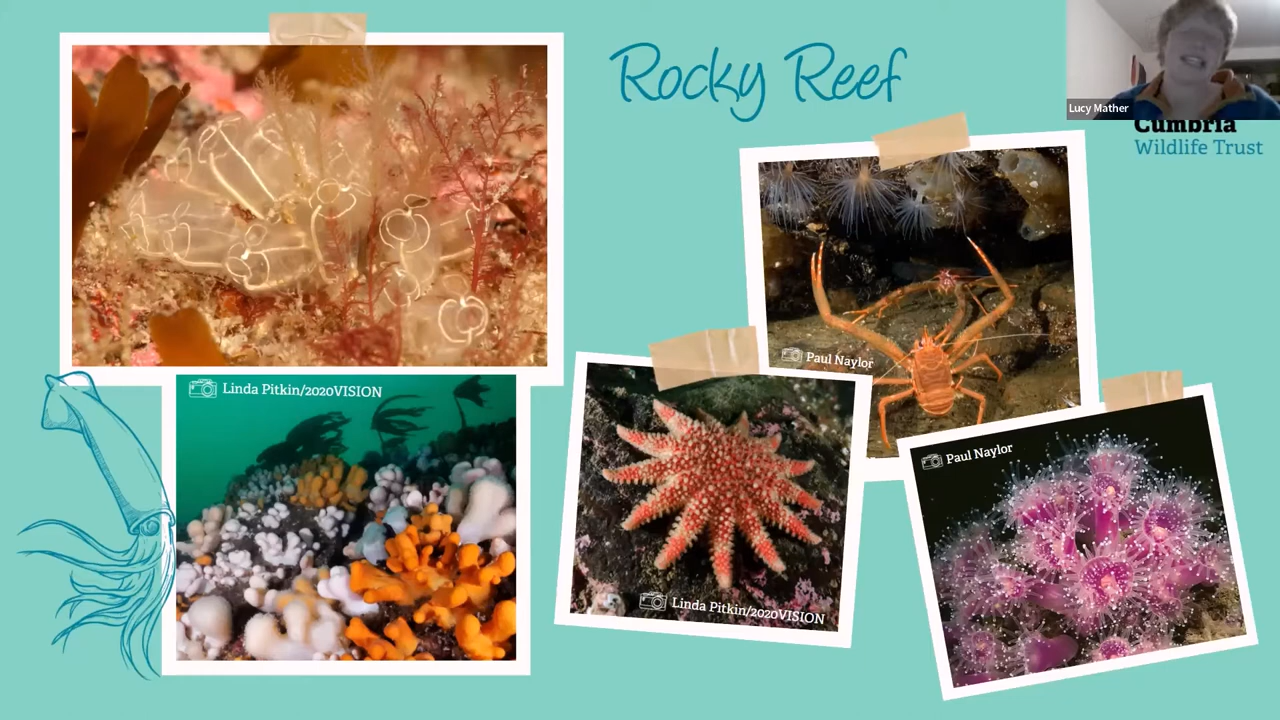 Rocky Reef
Lucy Mather
Cumbria
Wildlife Trust
Paul Naylor
Linda Pitkin/2020VISION
Paul Naylor
Linda Pitkin/2020VISION